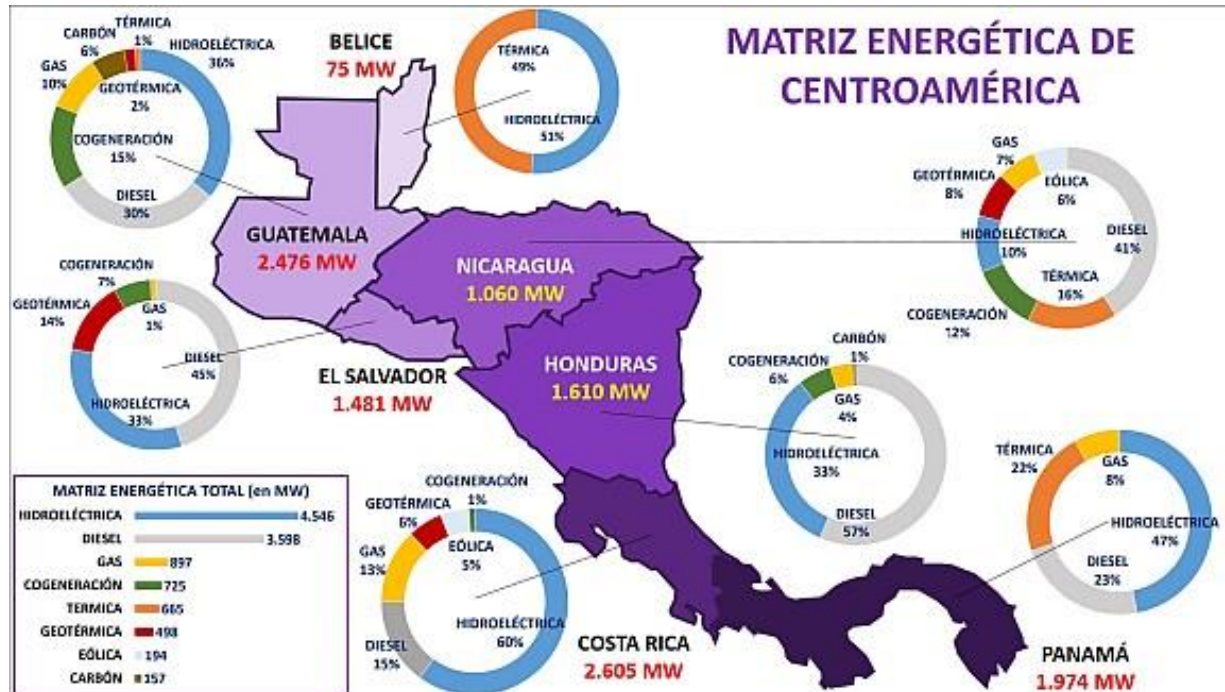 MATRIZ ENERGÉTICA DE
CENTROAMÉRICA
BELICE
75 MW
TÉRMICA
49%
HIDROELÉCTRICA
51%
TÉRMICA
1%
CARBÓN
6%
HIDROELÉCTRICA
36%
GAS
10%
GEOTÉRMICA
2%
COGENERACIÓN
15%
DIESEL
30%
GUATEMALA
2.476 MW
GAS
7%
GEOTÉRMICA
8%
EÓLICA
6%
HIDROELÉCTRICA
10%
DIESEL
41%
TÉRMICA
16%
COGENERACIÓN
12%
NICARAGUA
1.060 MW
COGENERACIÓN
7%
GEOTÉRMICA
14%
GAS
1%
DIESEL
45%
HIDROELÉCTRICA
33%
EL SALVADOR
1.481 MW
HONDURAS
1.610 MW
CARBÓN
1%
COGENERACIÓN
6%
GAS
4%
HIDROELÉCTRICA
33%
DIESEL
57%
TÉRMICA
22%
GAS
8%
HIDROELÉCTRICA
47%
DIESEL
23%
PANAMÁ
1.974 MW
COGENERACIÓN
1%
GEOTÉRMICA
6%
EÓLICA
5%
GAS
13%
HIDROELÉCTRICA
60%
DIESEL
15%
COSTA RICA
2.605 MW
MATRIZ ENERGÉTICA TOTAL (en MW)
HIDROELÉCTRICA 4.546
DIESEL 3.598
GAS 897
COGENERACIÓN 725
TERMICA 665
GEOTÉRMICA 498
EÓLICA 194
CARBÓN 157